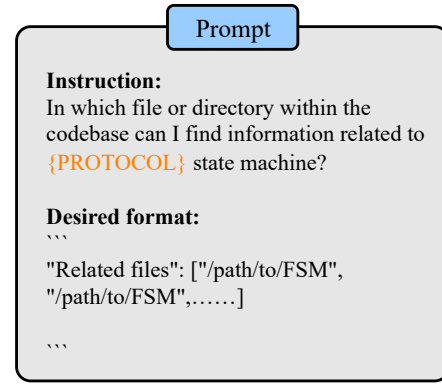 Prompt
Instruction:
In which file or directory within the
codebase can I find information related to
{PROTOCOL} state machine?
Desired format:
```
"Related files": ["/path/to/FSM",
"/path/to/FSM",……]
```